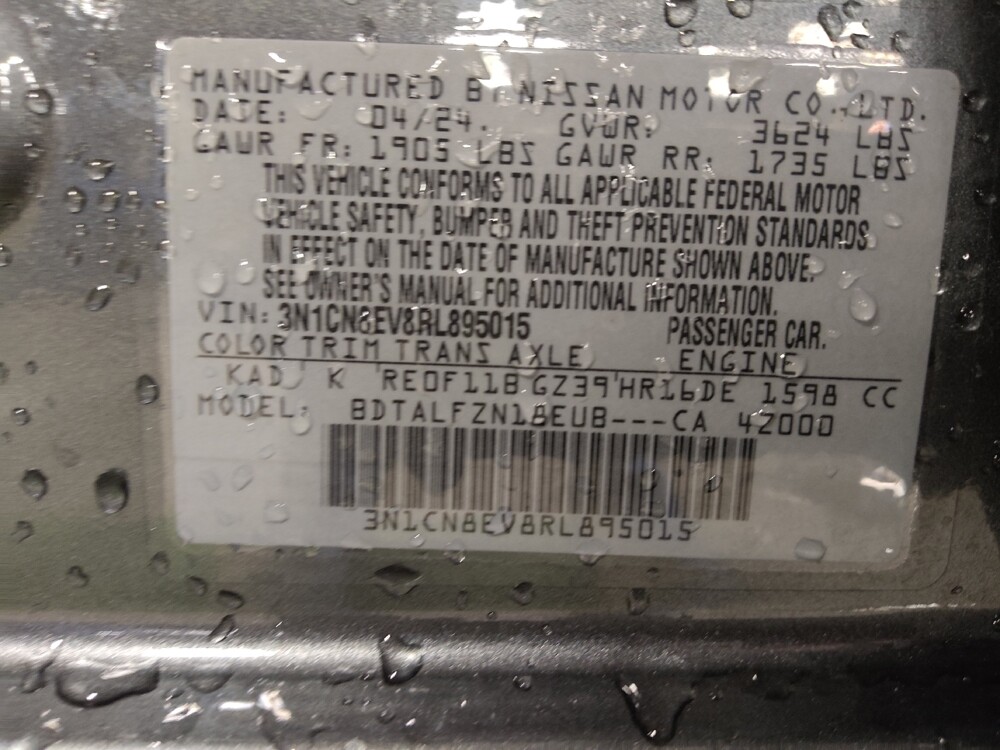 MANUFACTURED BY NISSAN MOTOR CO.,LTD.
DATE: 04/24. GVWR: 3624 LBS
GAWR FR: 1905 LBS GAWR RR: 1735 LBS
THIS VEHICLE CONFORMS TO ALL APPLICABLE FEDERAL MOTOR
VEHICLE SAFETY, BUMPER AND THEFT PREVENTION STANDARDS
IN EFFECT ON THE DATE OF MANUFACTURE SHOWN ABOVE.
SEE OWNER'S MANUAL FOR ADDITIONAL INFORMATION.
VIN: 3N1CN8EV8RL895015 PASSENGER CAR.
COLOR TRIM TRANS AXLE ENGINE
KAD K RE0F11B GZ39 HR16DE 1598 CC
MODEL: BDTALFZN18EUB---CA 42000
3N1CN8EV8RL895015